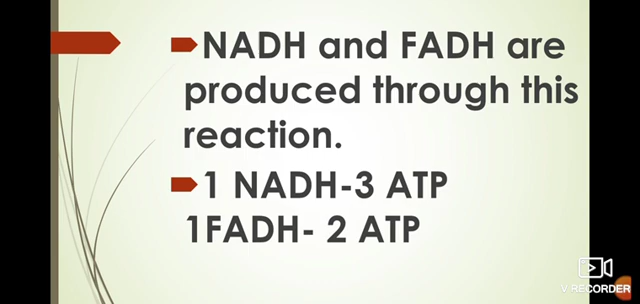 NADH and FADH are
produced through this
reaction.
1 NADH-3 ATP
1FADH- 2 ATP
V.RECORDER